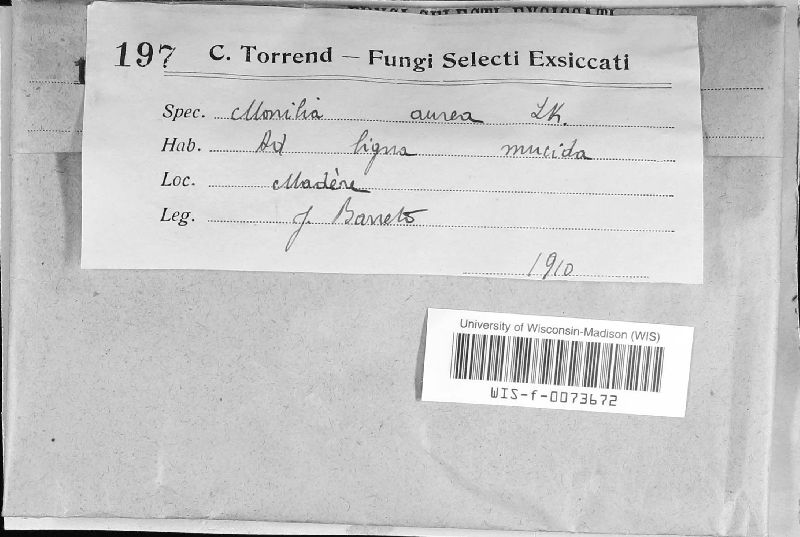 197 C. Torrend — Fungi Selecti Exsiccati
Spec. Monilia aurea Lk.
Hab. Ad ligna mucida
Loc. Madère
Leg. J. Barreto
1910
University of Wisconsin-Madison (WIS)
WIS-f-0073672